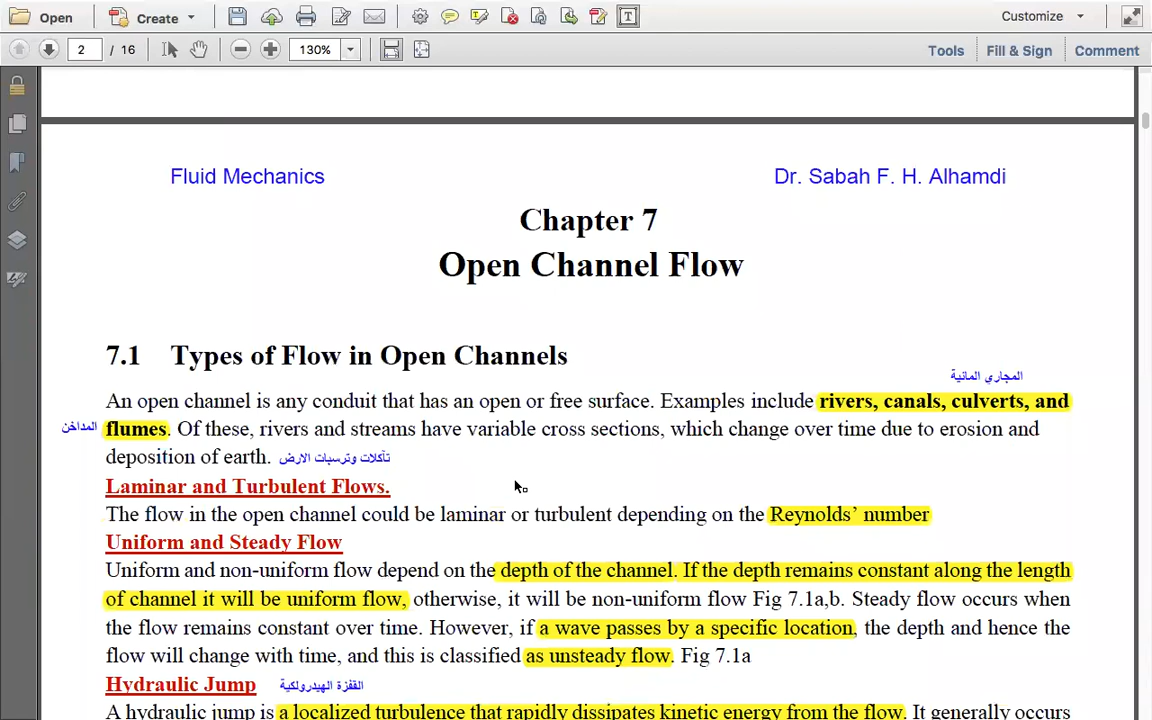 Open
Create
Customize
2 / 16
130%
Tools
Fill & Sign
Comment
Fluid Mechanics
Dr. Sabah F. H. Alhamdi
Chapter 7
Open Channel Flow
7.1 Types of Flow in Open Channels
المجاري المائية
An open channel is any conduit that has an open or free surface. Examples include rivers, canals, culverts, and
المداخن flumes. Of these, rivers and streams have variable cross sections, which change over time due to erosion and
deposition of earth. تآكلات وترسبات الارض
Laminar and Turbulent Flows.
The flow in the open channel could be laminar or turbulent depending on the Reynolds’ number
Uniform and Steady Flow
Uniform and non-uniform flow depend on the depth of the channel. If the depth remains constant along the length
of channel it will be uniform flow, otherwise, it will be non-uniform flow Fig 7.1a,b. Steady flow occurs when
the flow remains constant over time. However, if a wave passes by a specific location, the depth and hence the
flow will change with time, and this is classified as unsteady flow. Fig 7.1a
Hydraulic Jump القفزة الهيدرولكية
A hydraulic jump is a localized turbulence that rapidly dissipates kinetic energy from the flow. It generally occurs